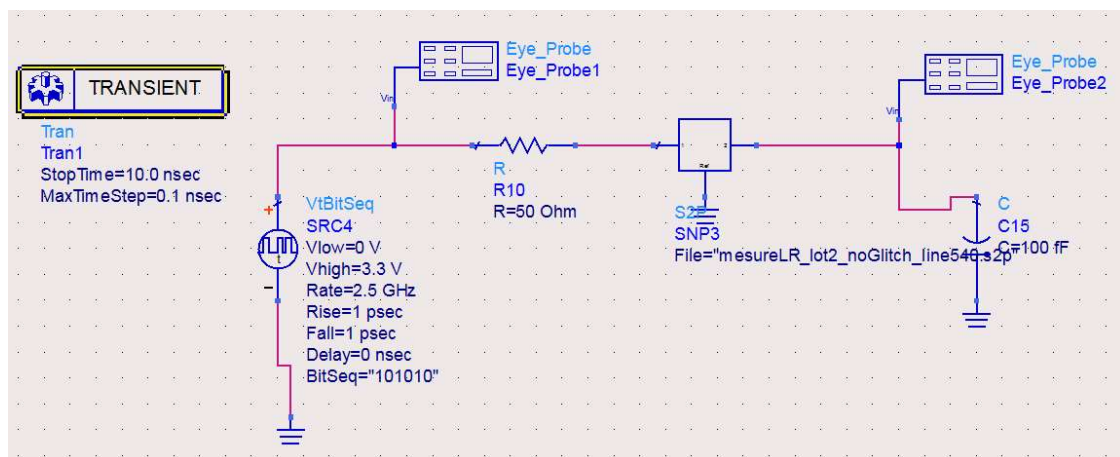 TRANSIENT
Tran
Tran1
StopTime=10.0 nsec
MaxTimeStep=0.1 nsec
Eye_Probe
Eye_Probe1
Vin
+
VtBitSeq
SRC4
Vlow=0 V
Vhigh=3.3 V
Rate=2.5 GHz
Rise=1 psec
Fall=1 psec
Delay=0 nsec
BitSeq="101010"
t
−
R
R10
R=50 Ohm
1
2
Ref
S2P
SNP3
File="mesureLR_lot2_noGlitch_line540.s2p"
Eye_Probe
Eye_Probe2
Vin
C
C15
C=100 fF